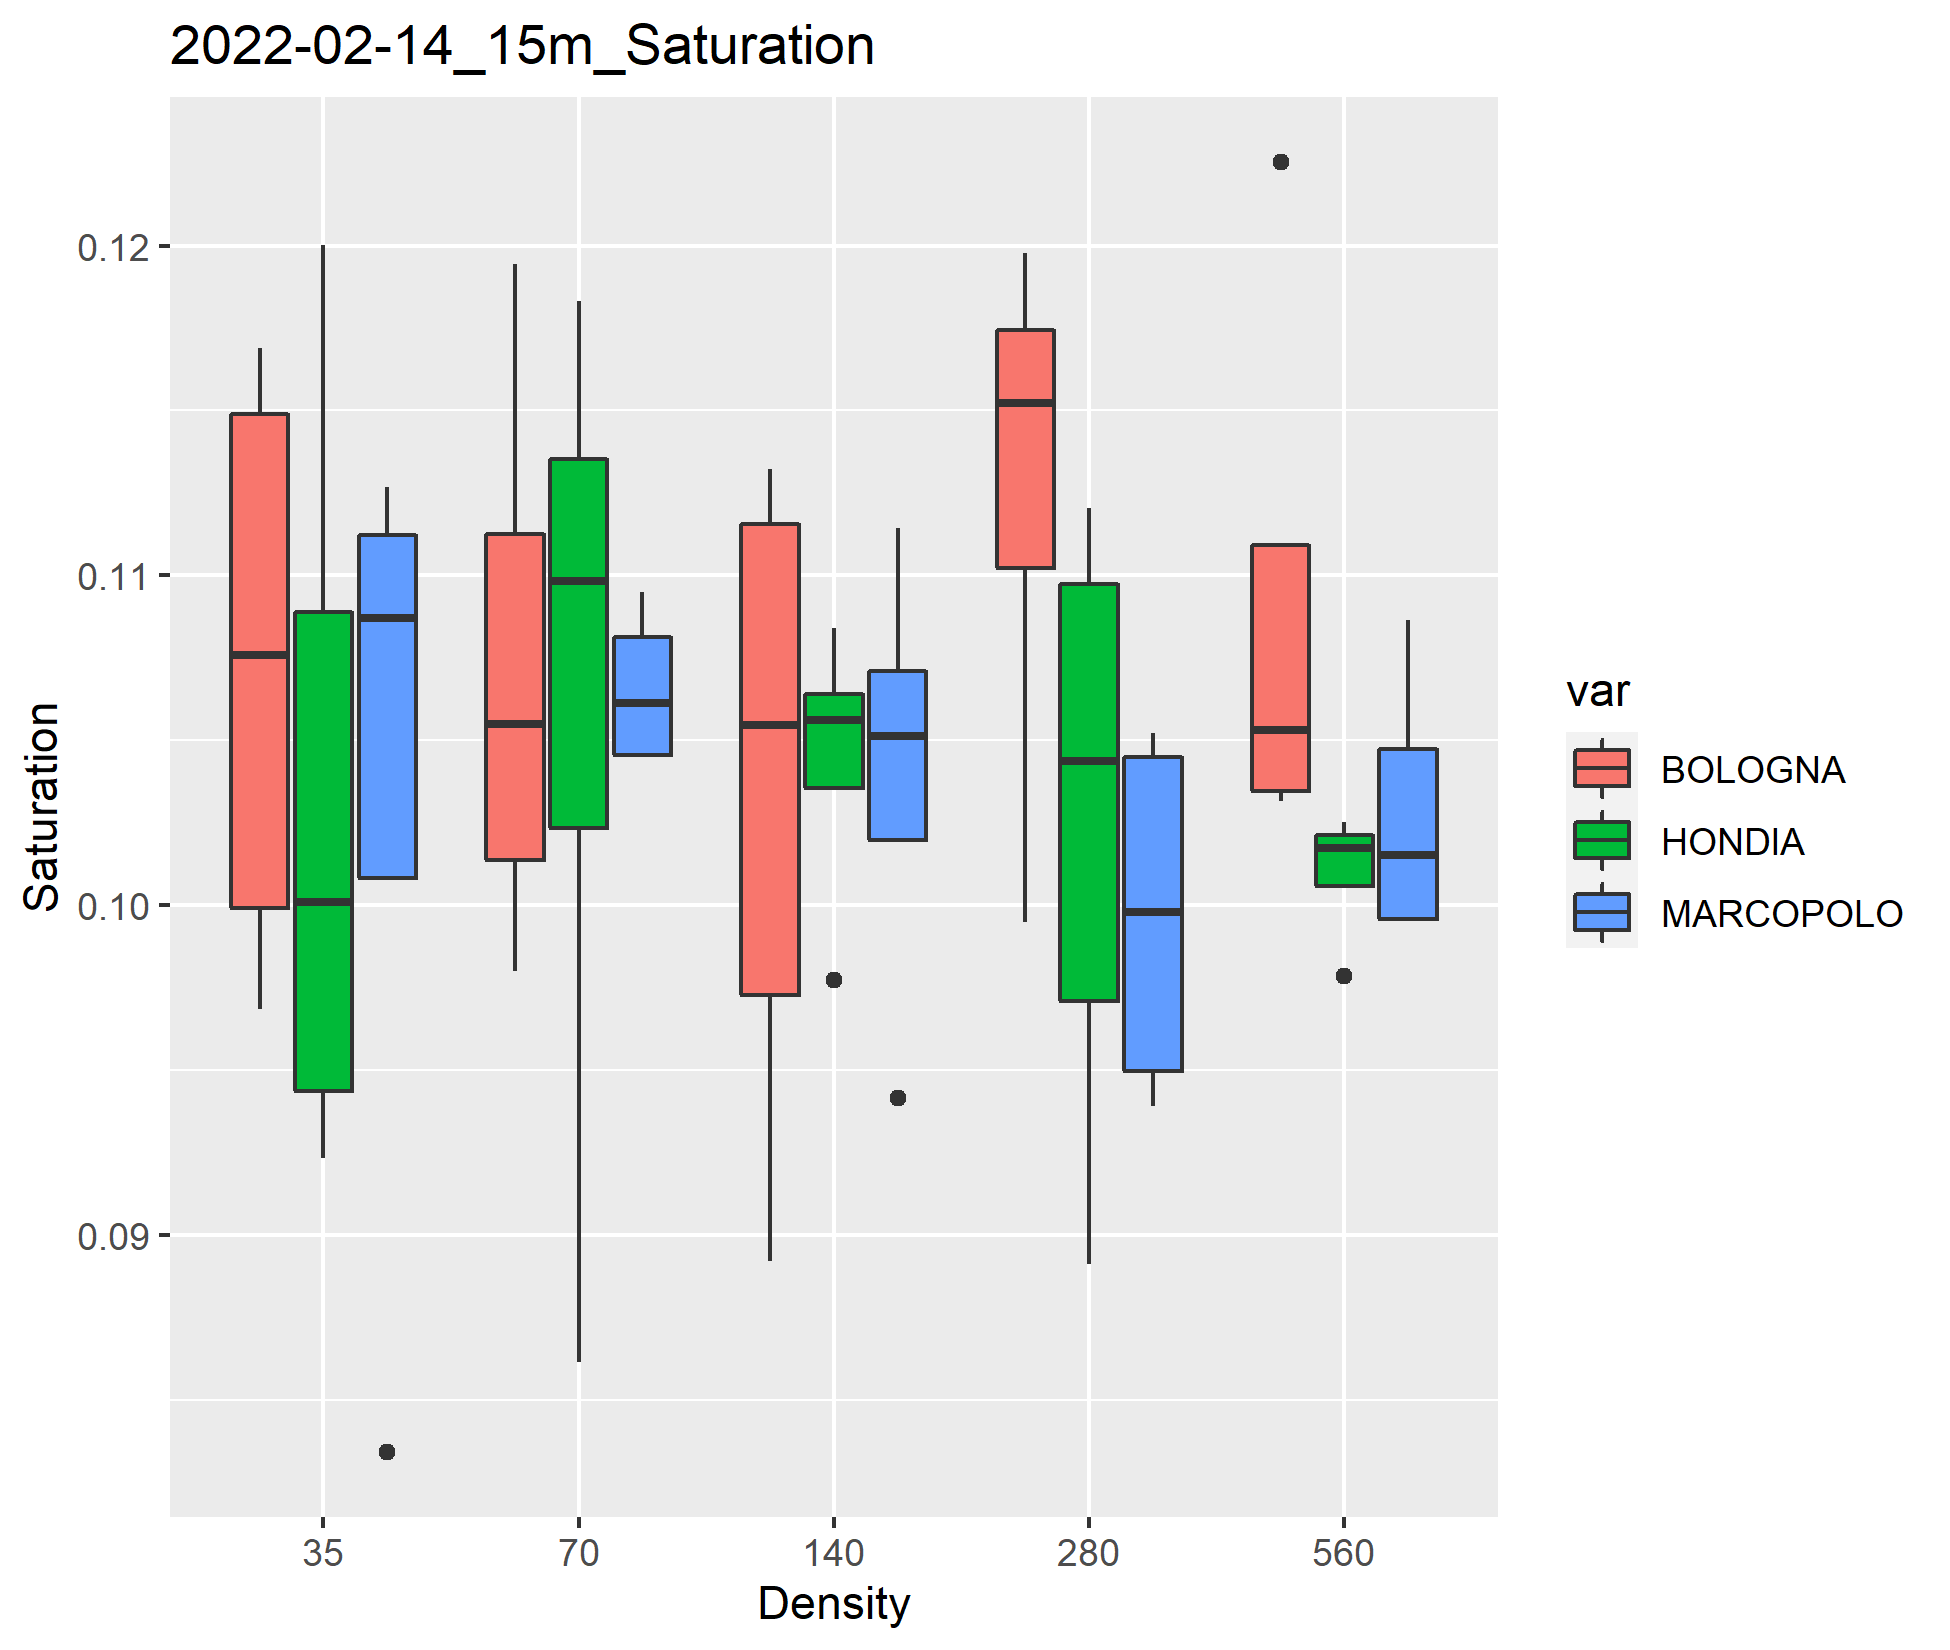 2022-02-14_15m_Saturation
0.12
0.11
0.10
0.09
Saturation
35 70 140 280 560
Density
var
BOLOGNA
HONDIA
MARCOPOLO